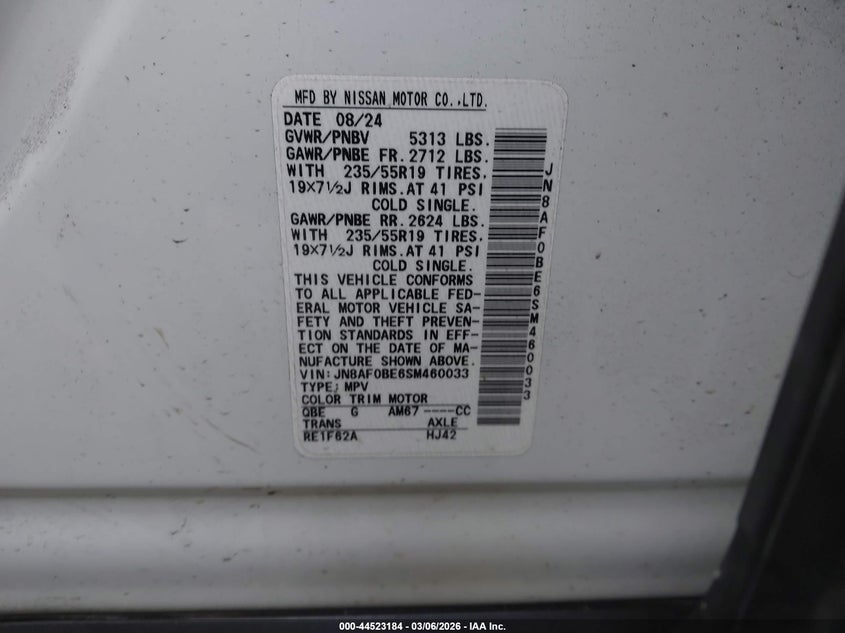 MFD BY NISSAN MOTOR CO.,LTD.
DATE 08/24
GVWR/PNBV 5313 LBS.
GAWR/PNBE FR. 2712 LBS.
WITH 235/55R19 TIRES.
19X7½J RIMS.AT 41 PSI
COLD SINGLE.
GAWR/PNBE RR. 2624 LBS.
WITH 235/55R19 TIRES.
19X7½J RIMS.AT 41 PSI
COLD SINGLE.
THIS VEHICLE CONFORMS
TO ALL APPLICABLE FED-
ERAL MOTOR VEHICLE SA-
FETY AND THEFT PREVEN-
TION STANDARDS IN EFF-
ECT ON THE DATE OF MA-
NUFACTURE SHOWN ABOVE.
VIN:JN8AF0BE6SM460033
TYPE: MPV
COLOR TRIM MOTOR
QBE G AM67 ----CC
TRANS AXLE
RE1F62A HJ42
JN8AF0BE6SM460033
000-44523184 - 03/06/2026 - IAA Inc.